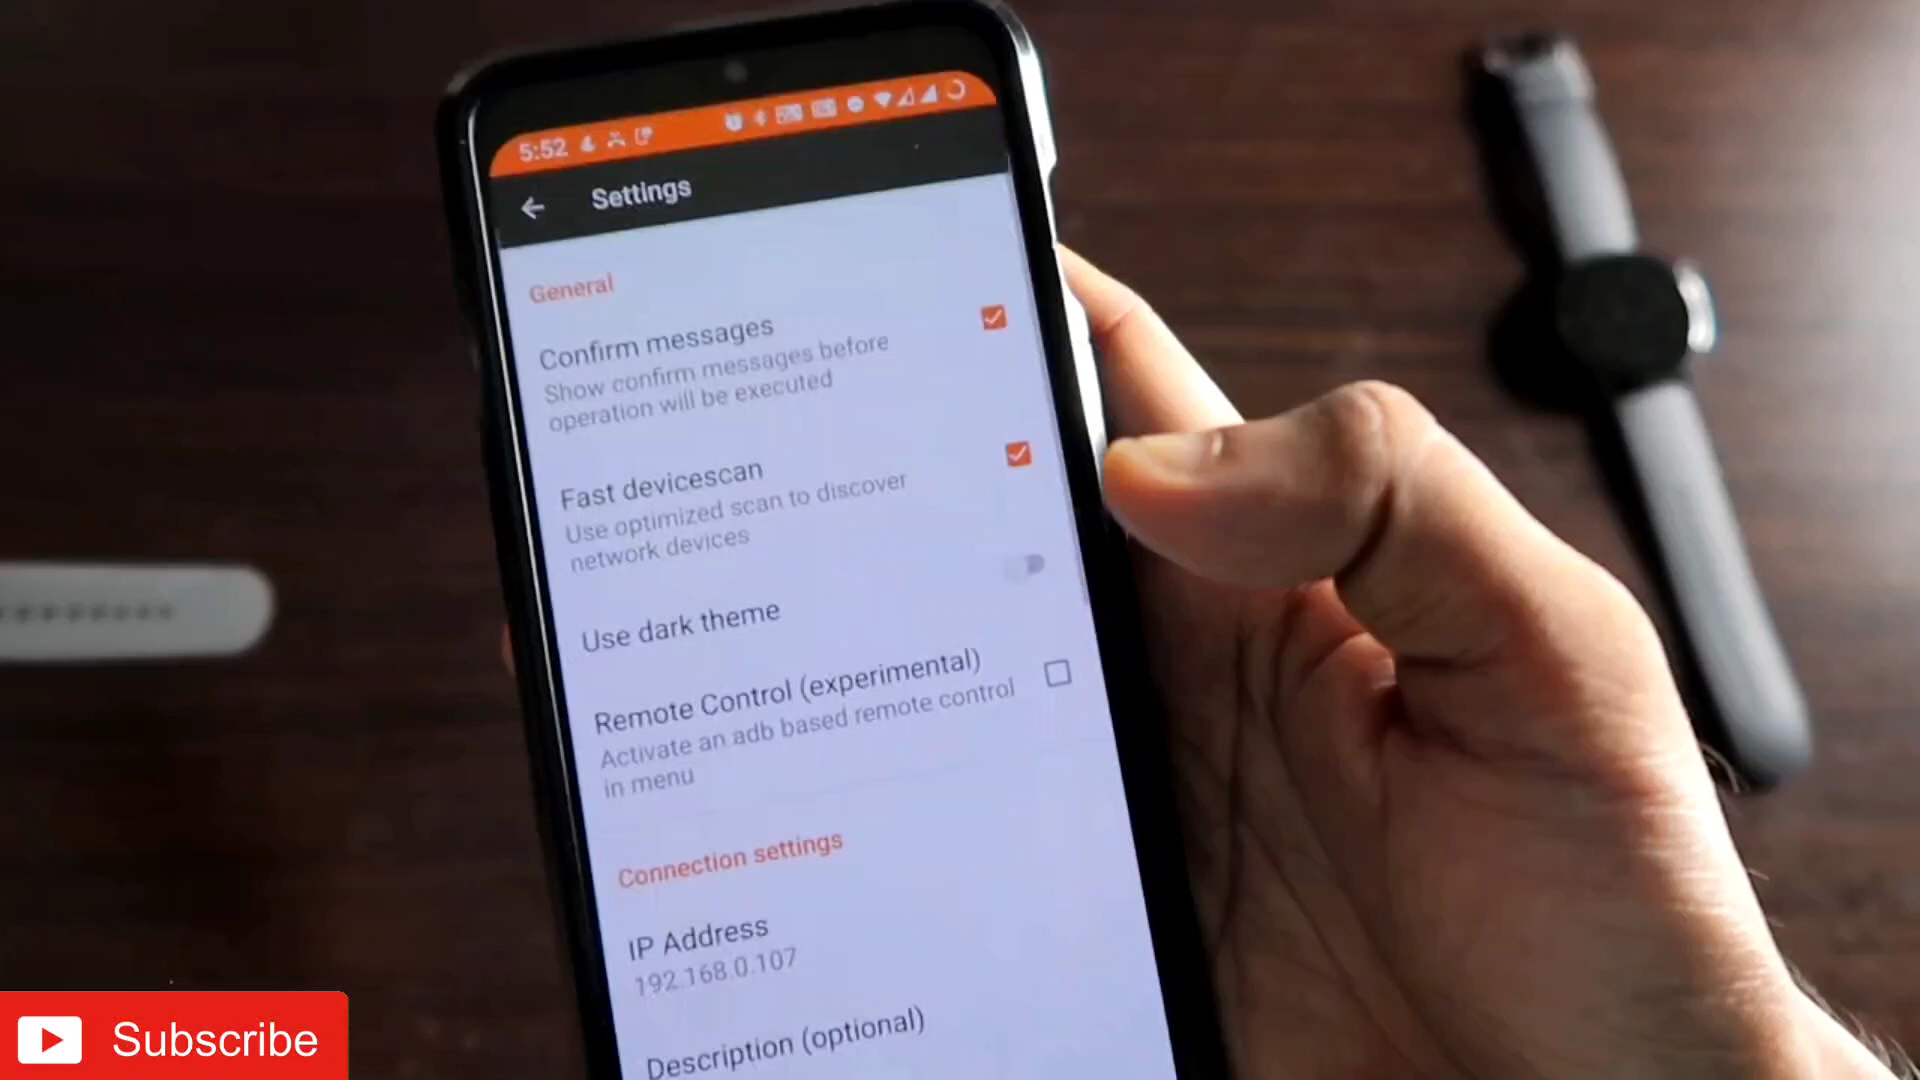 5:52
Settings
General
Confirm messages
Show confirm messages before
operation will be executed
Fast devicescan
Use optimized scan to discover
network devices
Use dark theme
Remote Control (experimental)
Activate an adb based remote control
in menu
Connection settings
IP Address
192.168.0.107
Description (optional)
Subscribe